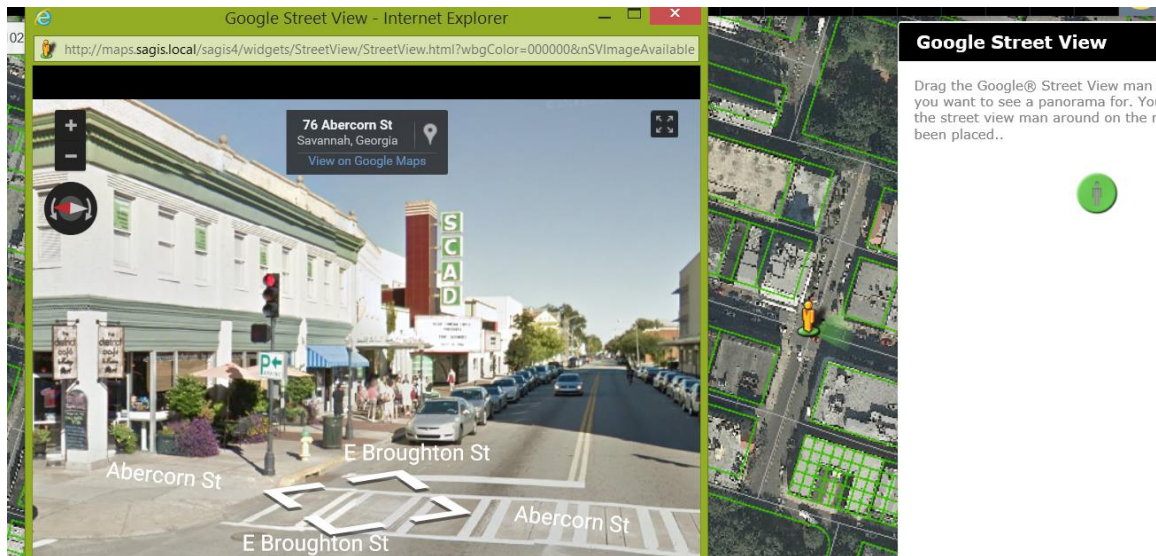 Google Street View - Internet Explorer
02
http://maps.sagis.local/sagis4/widgets/StreetView/StreetView.html?wbgColor=000000&nSVImageAvailable
76 Abercorn St
Savannah, Georgia
View on Google Maps
SCAD
P
E Broughton St
Abercorn St
Abercorn St
E Broughton St
Google Street View
Drag the Google® Street View man
you want to see a panorama for. You
the street view man around on the
been placed..